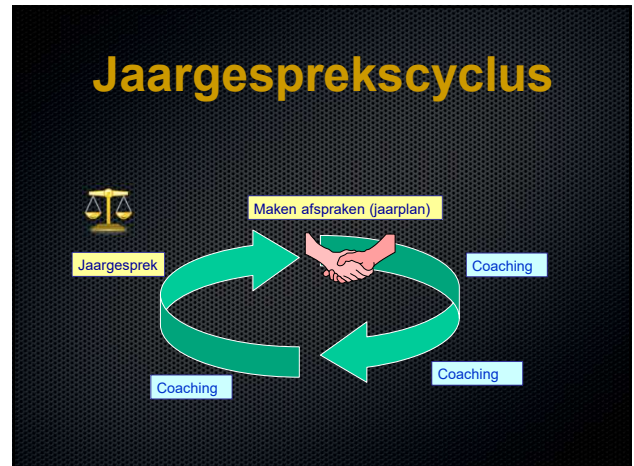 Jaargesprekscyclus
Maken afspraken (jaarplan)
Jaargesprek
Coaching
Coaching
Coaching